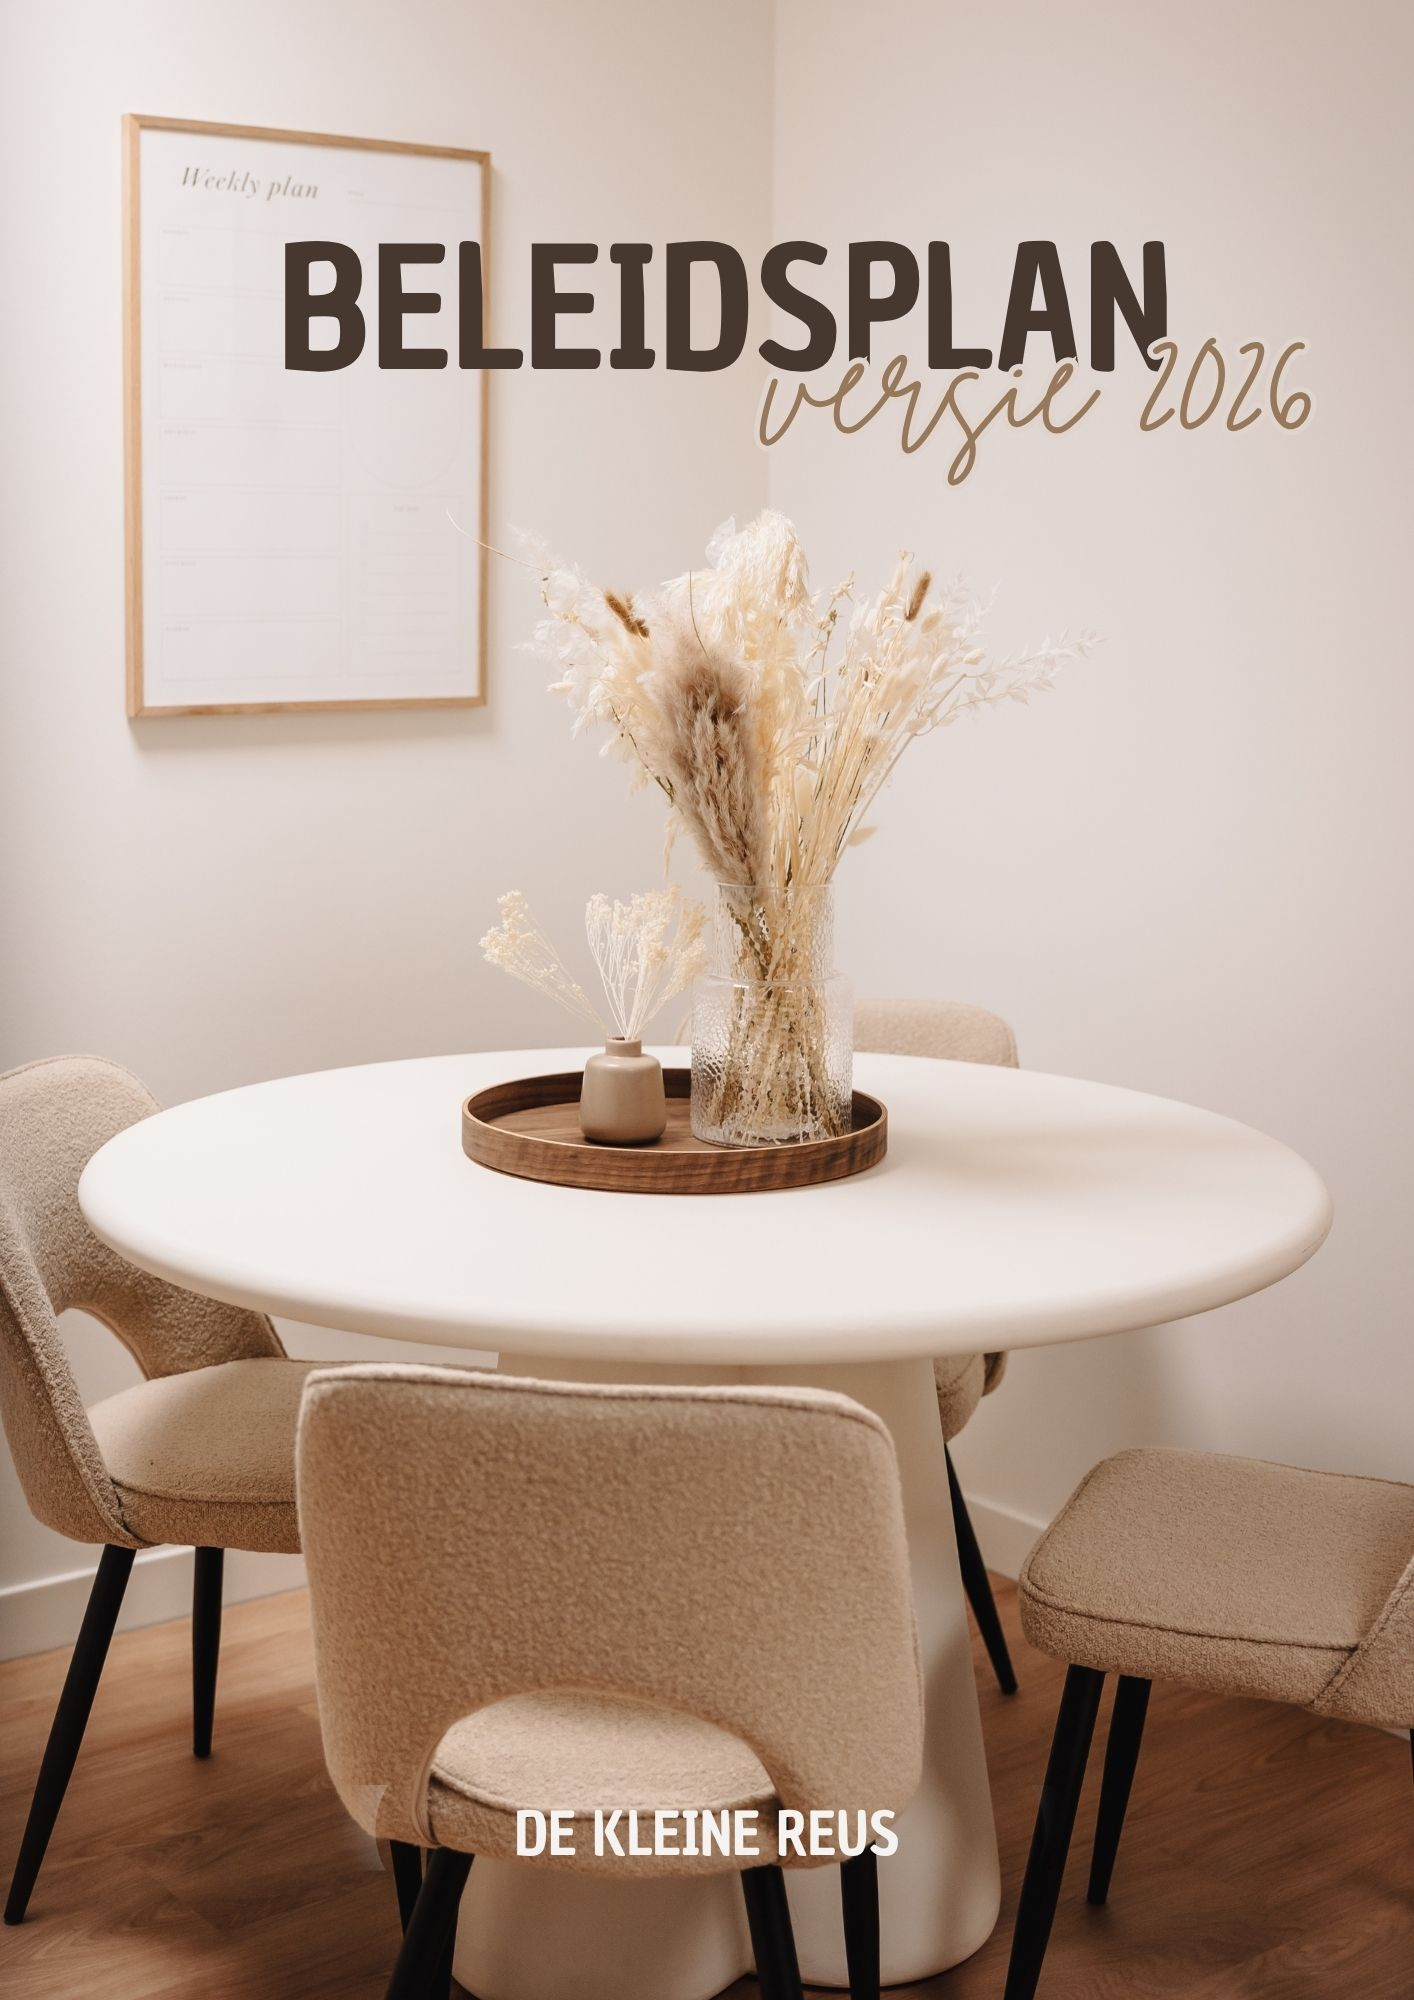 Weekly plan
BELEIDSPLAN
versie 2026
DE KLEINE REUS